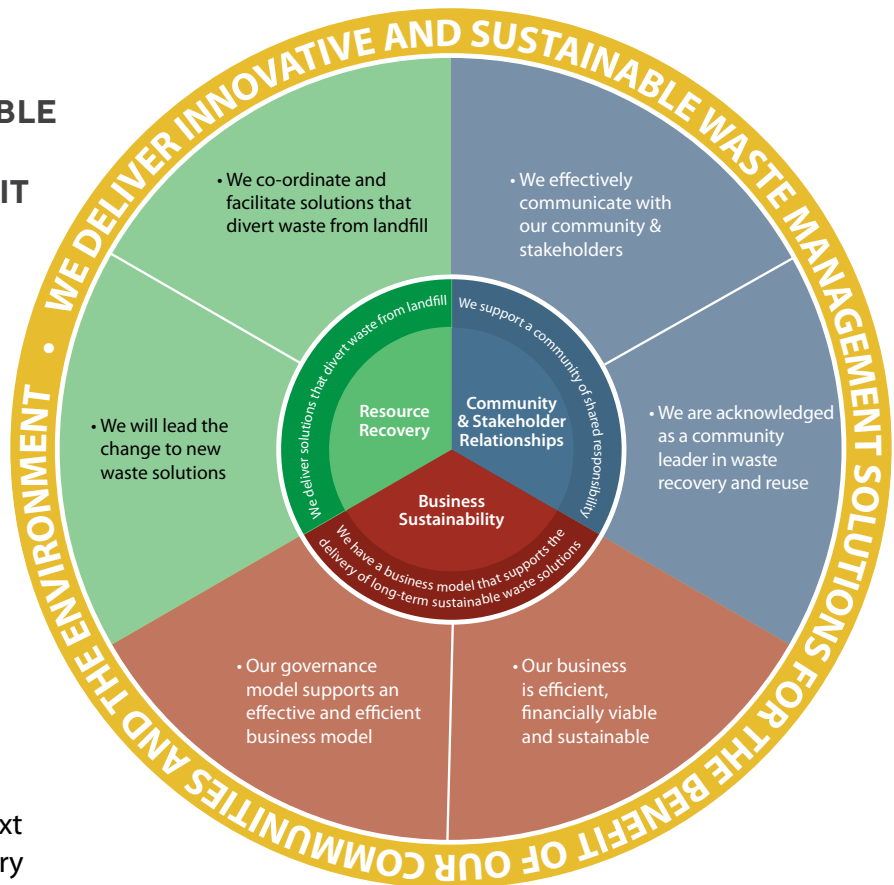 BLE
IT
WE DELIVER INNOVATIVE AND SUSTAINABLE WASTE MANAGEMENT SOLUTIONS FOR THE BENEFIT OF OUR COMMUNITIES AND THE ENVIRONMENT •
• We co-ordinate and
facilitate solutions that
divert waste from landfill
• We effectively
communicate with
our community &
stakeholders
• We will lead the
change to new
waste solutions
• We are acknowledged
as a community
leader in waste
recovery and reuse
We deliver solutions that divert waste from landfill
We support a community of shared responsibility
Resource
Recovery
Community
& Stakeholder
Relationships
Business
Sustainability
We have a business model that supports the
delivery of long-term sustainable waste solutions
• Our governance
model supports an
effective and efficient
business model
• Our business
is efficient,
financially viable
and sustainable
xt
ry